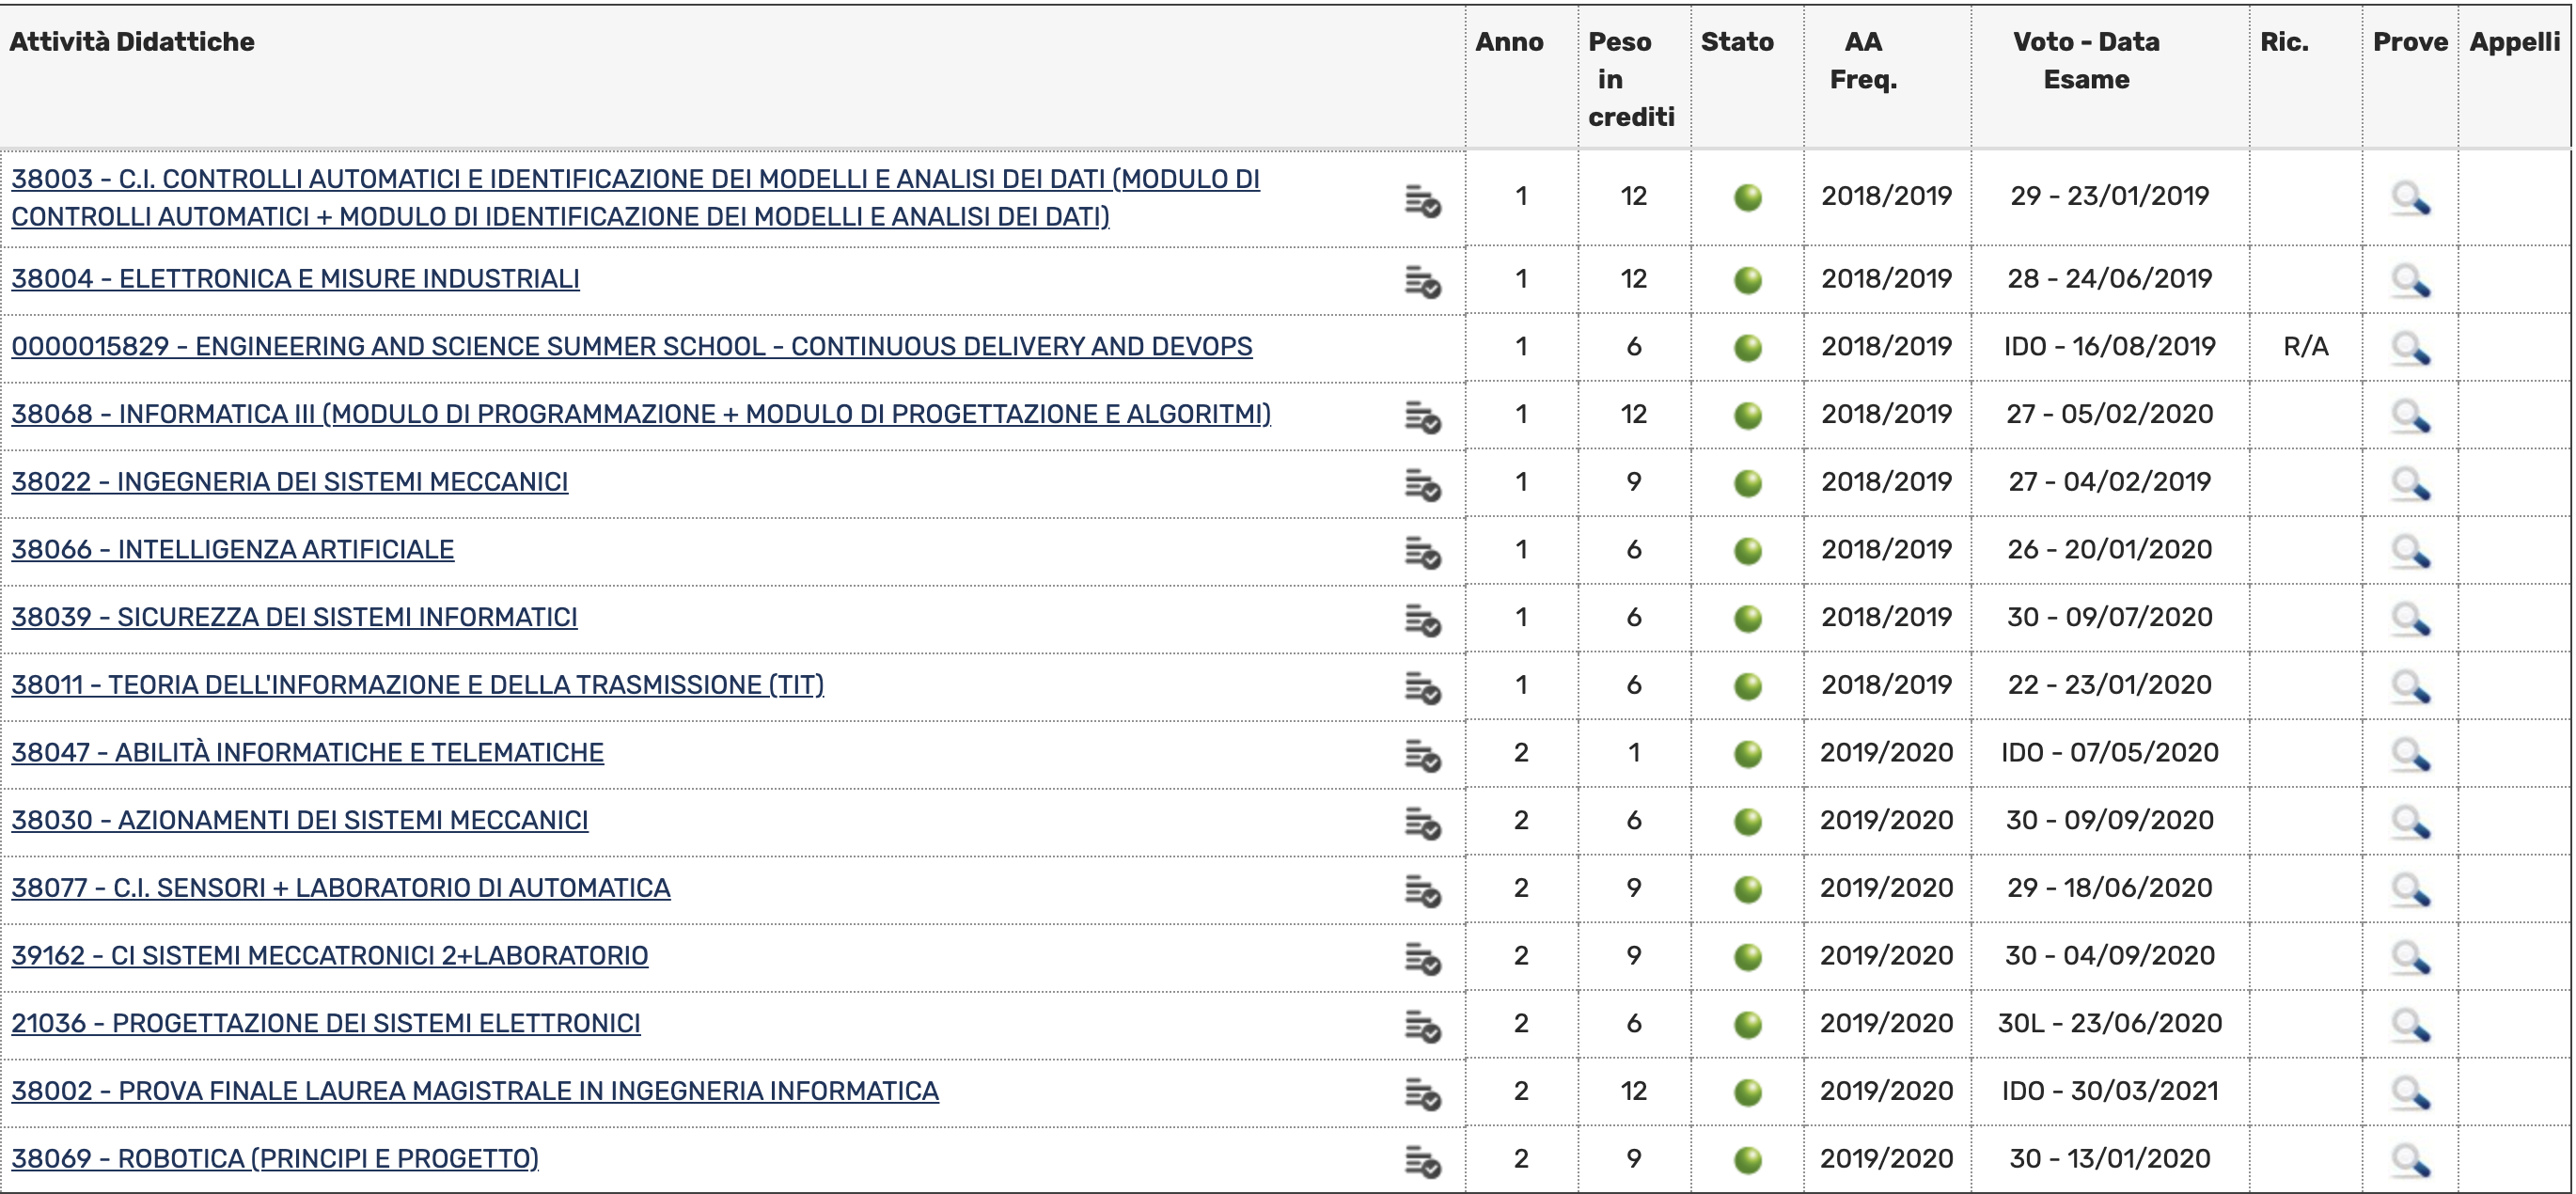 Attività Didattiche Anno Peso in crediti Stato AA Freq. Voto - Data Esame Ric. Prove Appelli
38003 - C.I. CONTROLLI AUTOMATICI E IDENTIFICAZIONE DEI MODELLI E ANALISI DEI DATI (MODULO DI
CONTROLLI AUTOMATICI + MODULO DI IDENTIFICAZIONE DEI MODELLI E ANALISI DEI DATI) 1 12 2018/2019 29 - 23/01/2019
38004 - ELETTRONICA E MISURE INDUSTRIALI 1 12 2018/2019 28 - 24/06/2019
0000015829 - ENGINEERING AND SCIENCE SUMMER SCHOOL - CONTINUOUS DELIVERY AND DEVOPS 1 6 2018/2019 IDO - 16/08/2019 R/A
38068 - INFORMATICA III (MODULO DI PROGRAMMAZIONE + MODULO DI PROGETTAZIONE E ALGORITMI) 1 12 2018/2019 27 - 05/02/2020
38022 - INGEGNERIA DEI SISTEMI MECCANICI 1 9 2018/2019 27 - 04/02/2019
38066 - INTELLIGENZA ARTIFICIALE 1 6 2018/2019 26 - 20/01/2020
38039 - SICUREZZA DEI SISTEMI INFORMATICI 1 6 2018/2019 30 - 09/07/2020
38011 - TEORIA DELL'INFORMAZIONE E DELLA TRASMISSIONE (TIT) 1 6 2018/2019 22 - 23/01/2020
38047 - ABILITÀ INFORMATICHE E TELEMATICHE 2 1 2019/2020 IDO - 07/05/2020
38030 - AZIONAMENTI DEI SISTEMI MECCANICI 2 6 2019/2020 30 - 09/09/2020
38077 - C.I. SENSORI + LABORATORIO DI AUTOMATICA 2 9 2019/2020 29 - 18/06/2020
39162 - CI SISTEMI MECCATRONICI 2+LABORATORIO 2 9 2019/2020 30 - 04/09/2020
21036 - PROGETTAZIONE DEI SISTEMI ELETTRONICI 2 6 2019/2020 30L - 23/06/2020
38002 - PROVA FINALE LAUREA MAGISTRALE IN INGEGNERIA INFORMATICA 2 12 2019/2020 IDO - 30/03/2021
38069 - ROBOTICA (PRINCIPI E PROGETTO) 2 9 2019/2020 30 - 13/01/2020